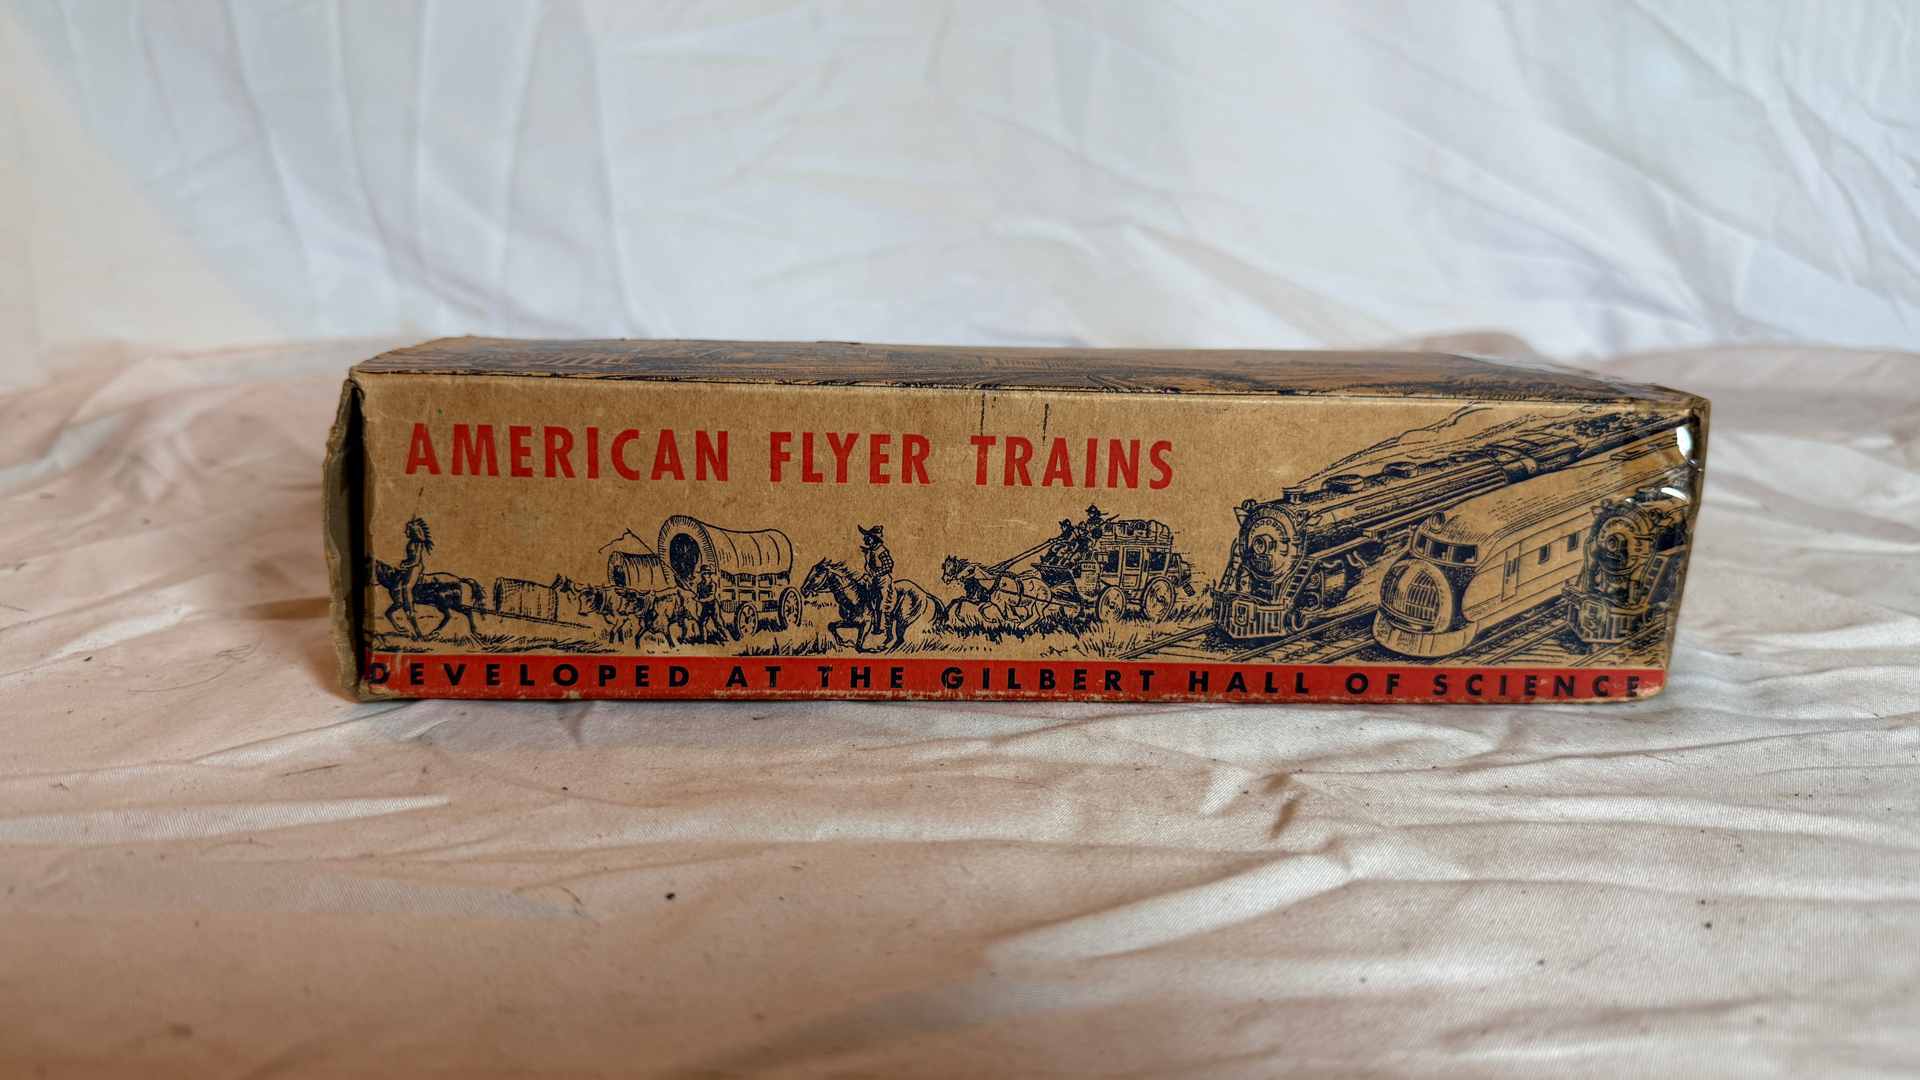 AMERICAN FLYER TRAINS
DEVELOPED AT THE GILBERT HALL OF SCIENCE